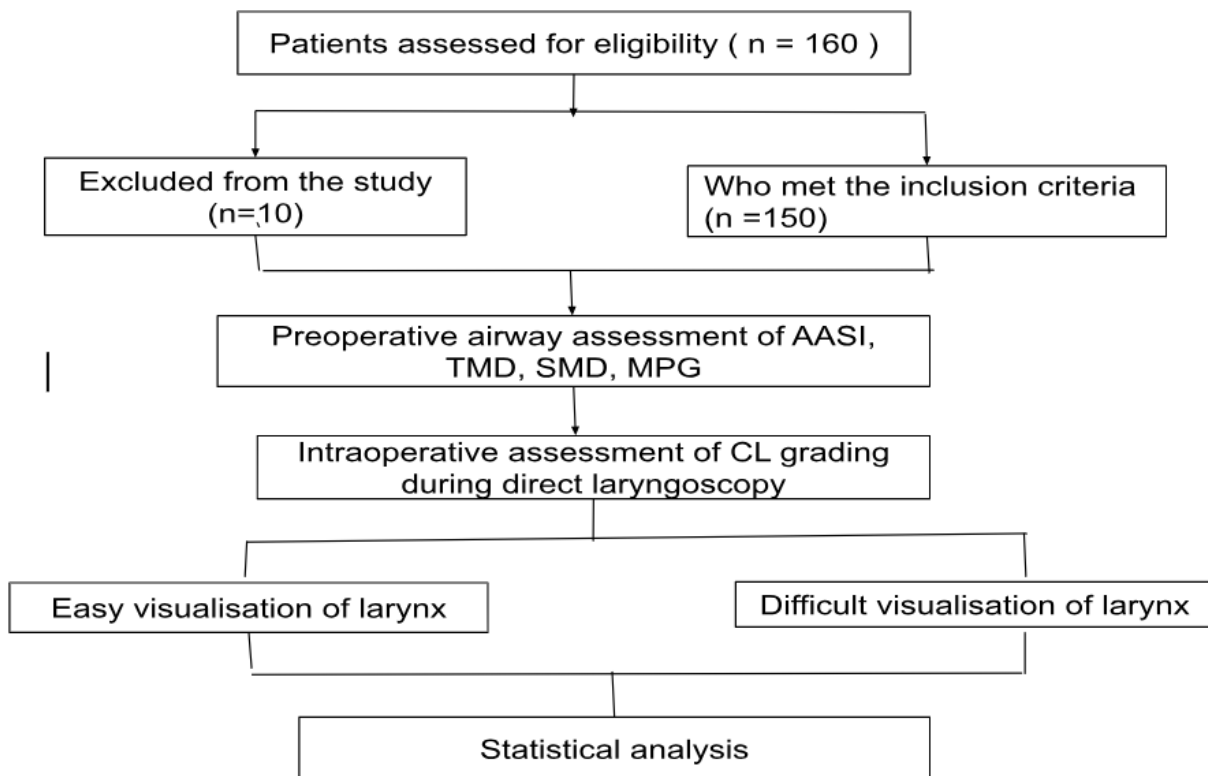 Patients assessed for eligibility ( n = 160 )
Excluded from the study
(n=10)
Who met the inclusion criteria
(n =150)
Preoperative airway assessment of AASI,
TMD, SMD, MPG
Intraoperative assessment of CL grading
during direct laryngoscopy
Easy visualisation of larynx
Difficult visualisation of larynx
Statistical analysis